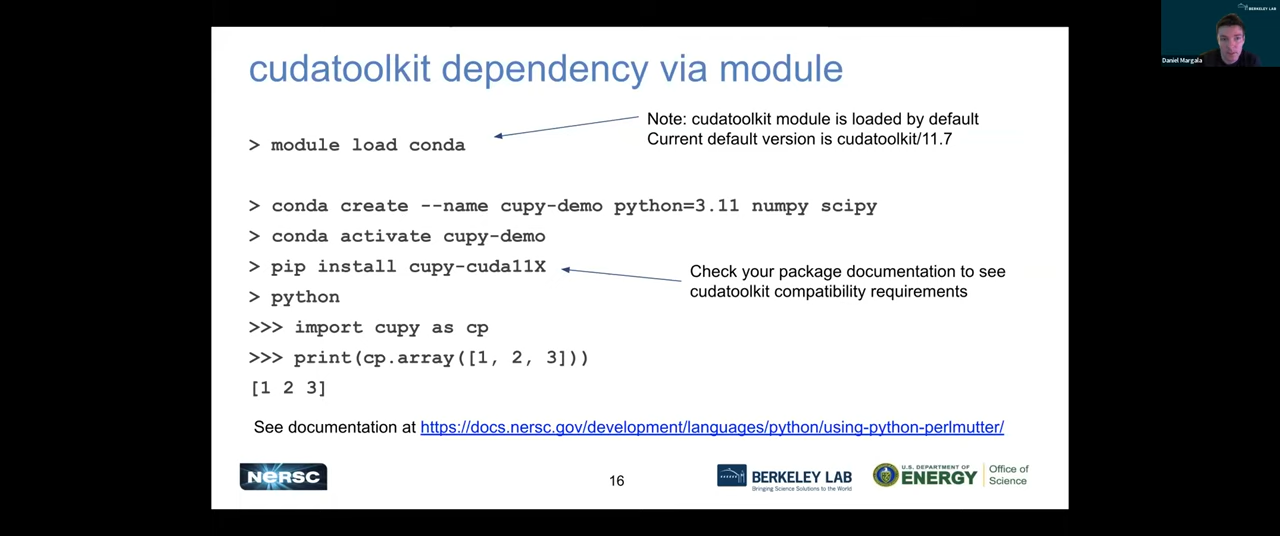 BERKELEY LAB
Daniel Margala
cudatoolkit dependency via module
Note: cudatoolkit module is loaded by default
Current default version is cudatoolkit/11.7
> module load conda
> conda create --name cupy-demo python=3.11 numpy scipy
> conda activate cupy-demo
> pip install cupy-cuda11X
Check your package documentation to see
cudatoolkit compatibility requirements
> python
>>> import cupy as cp
>>> print(cp.array([1, 2, 3]))
[1 2 3]
See documentation at https://docs.nersc.gov/development/languages/python/using-python-perlmutter/
NERSC
16
BERKELEY LAB
Bringing Science Solutions to the World
U.S. DEPARTMENT OF
ENERGY
Office of
Science